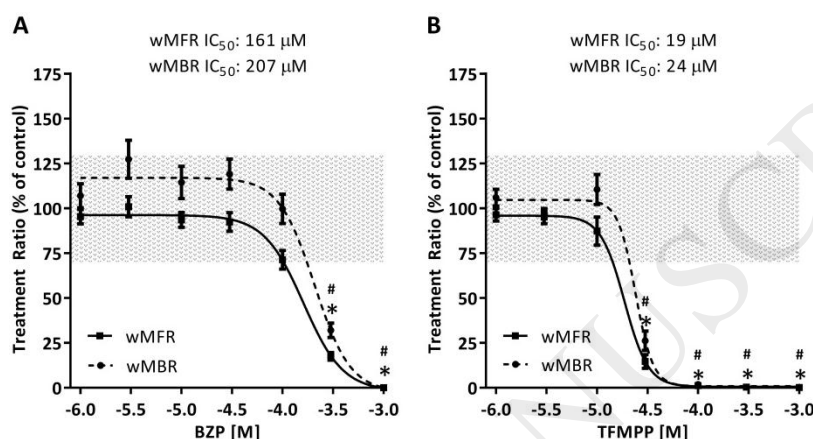 A
wMFR IC50: 161 μM
wMBR IC50: 207 μM
Treatment Ratio (% of control)
175
150
125
100
75
50
25
0
#
*
#
*
wMFR
wMBR
-6.0 -5.5 -5.0 -4.5 -4.0 -3.5 -3.0
BZP [M]
B
wMFR IC50: 19 μM
wMBR IC50: 24 μM
Treatment Ratio (% of control)
175
150
125
100
75
50
25
0
#
*
# # #
* * *
wMFR
wMBR
-6.0 -5.5 -5.0 -4.5 -4.0 -3.5 -3.0
TFMPP [M]
NUSC